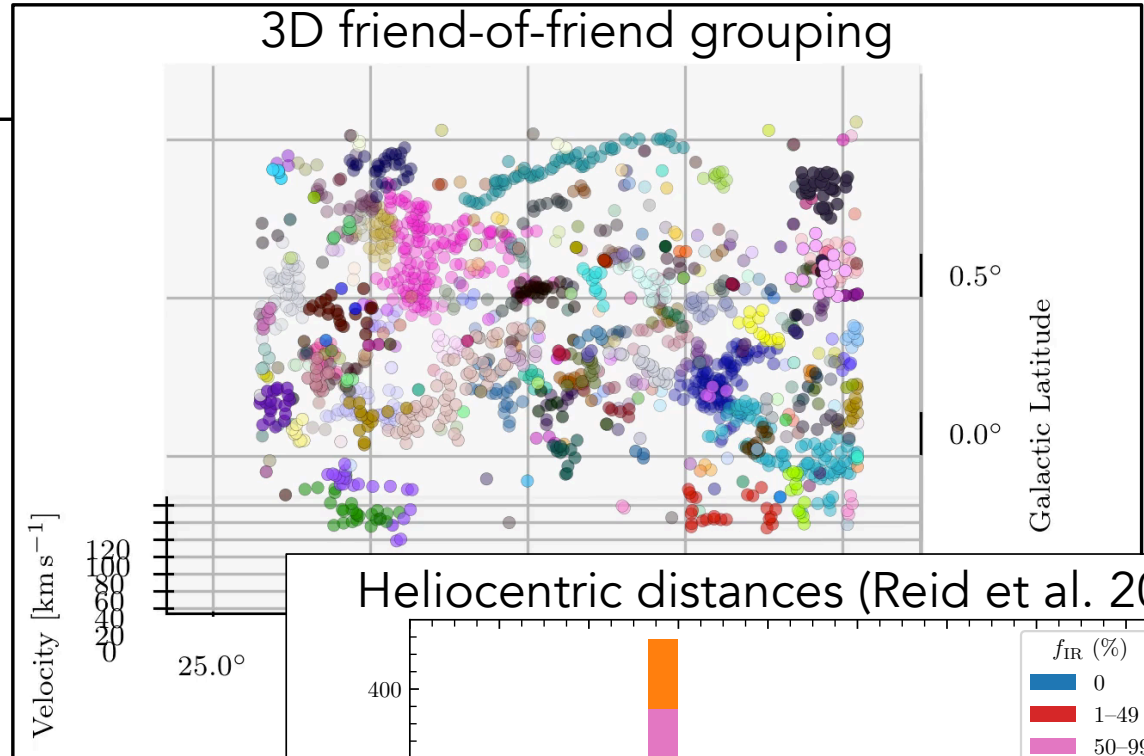 3D friend-of-friend grouping
0.5°
0.0°
Galactic Latitude
Velocity [km s⁻¹]
120
100
80
60
40
20
0
25.0°
Heliocentric distances (Reid et al. 20
400
f_IR (%)
0
1–49
50–99